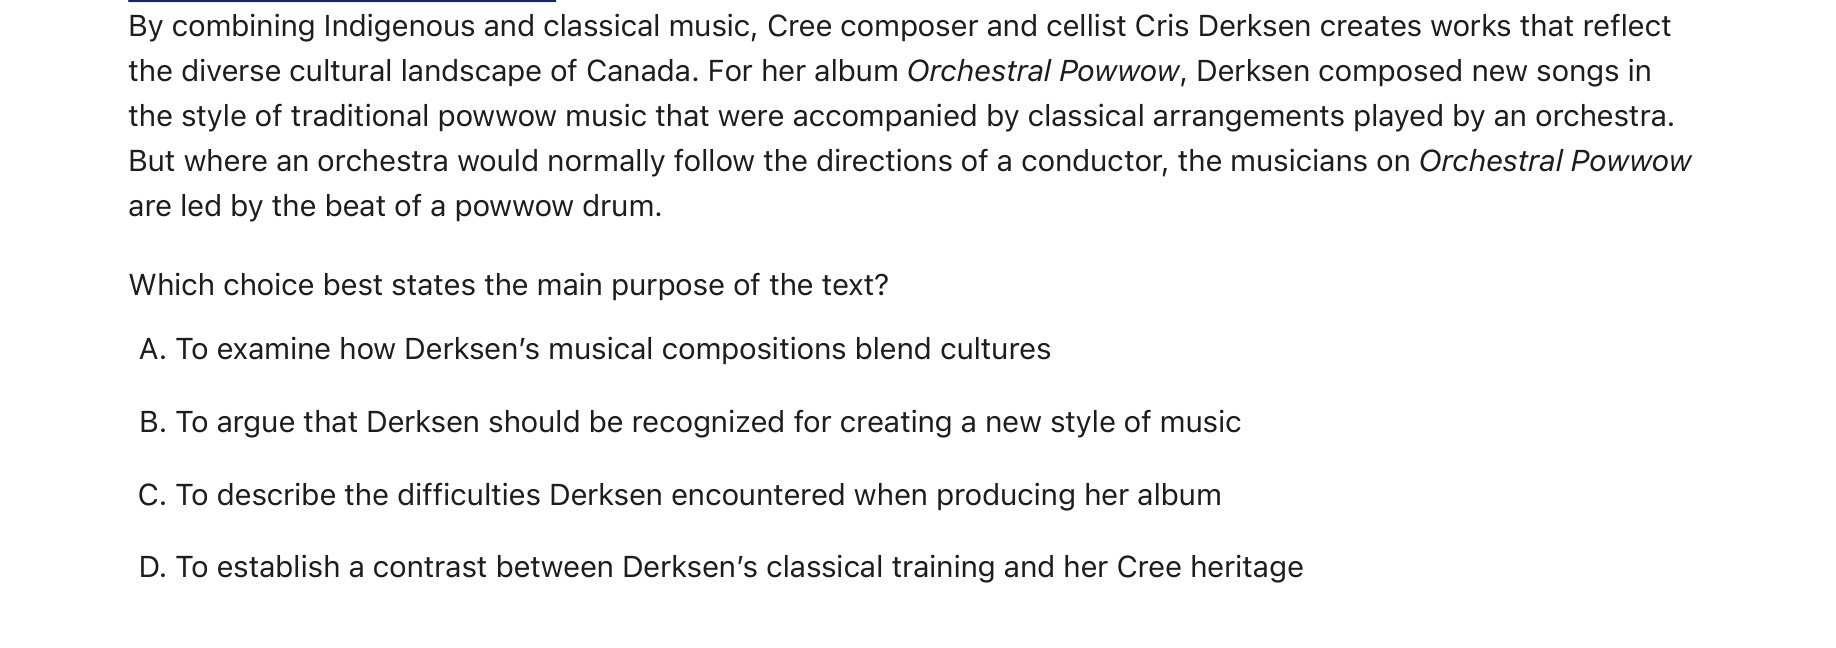 By combining Indigenous and classical music, Cree composer and cellist Cris Derksen creates works that reflect
the diverse cultural landscape of Canada. For her album Orchestral Powwow, Derksen composed new songs in
the style of traditional powwow music that were accompanied by classical arrangements played by an orchestra.
But where an orchestra would normally follow the directions of a conductor, the musicians on Orchestral Powwow
are led by the beat of a powwow drum.
Which choice best states the main purpose of the text?
A. To examine how Derksen’s musical compositions blend cultures
B. To argue that Derksen should be recognized for creating a new style of music
C. To describe the difficulties Derksen encountered when producing her album
D. To establish a contrast between Derksen’s classical training and her Cree heritage